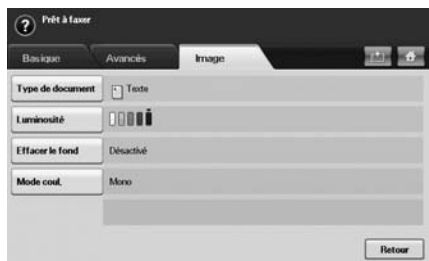 Prêt à faxer
Basique Avancés Image
Type de document Texte
Luminosité
Effacer le fond Désactivé
Mode coul. Mono
Retour